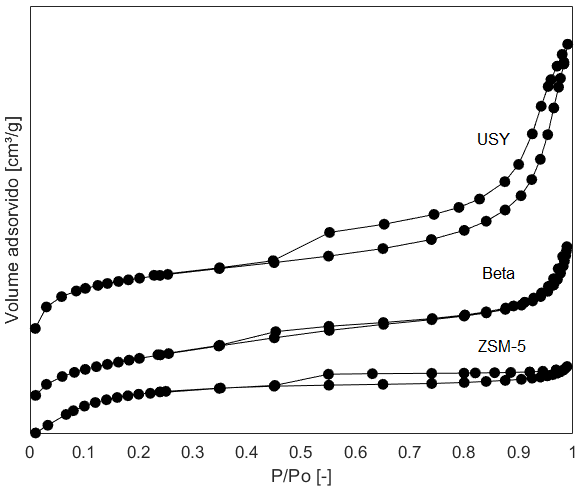 USY
Beta
ZSM-5
Volume adsorvido [cm³/g]
0 0.1 0.2 0.3 0.4 0.5 0.6 0.7 0.8 0.9 1
P/Po [-]